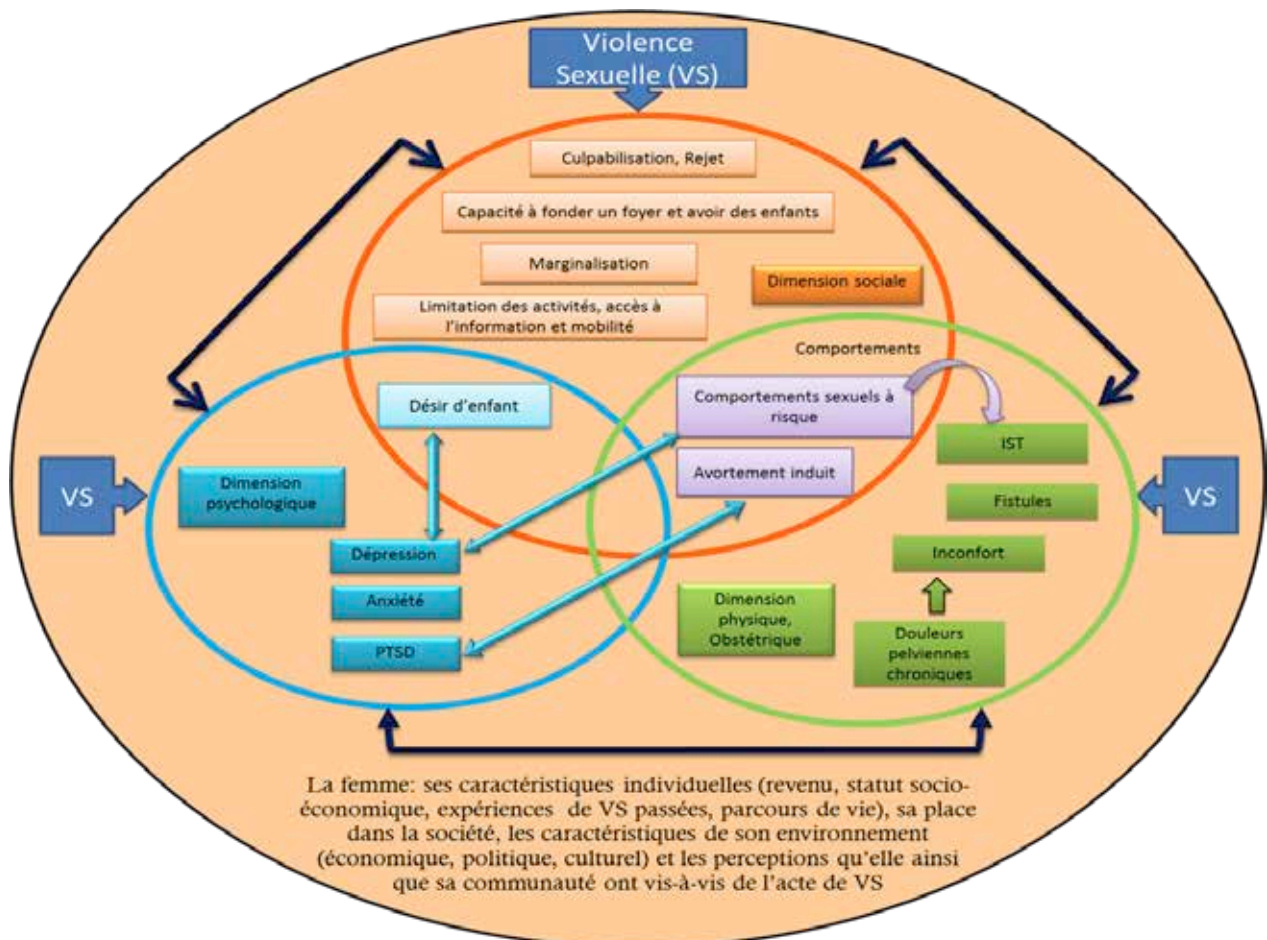 Violence
Sexuelle (VS)
Culpabilisation, Rejet
Capacité à fonder un foyer et avoir des enfants
Marginalisation
Dimension sociale
Limitation des activités, accès à
l'information et mobilité
Comportements
Désir d'enfant
Comportements sexuels à
risque
IST
Avortement induit
VS
Dimension
psychologique
Fistules
VS
Dépression
Inconfort
Anxiété
Dimension
physique,
Obstétrique
PTSD
Douleurs
pelviennes
chroniques
La femme: ses caractéristiques individuelles (revenu, statut socio-
économique, expériences de VS passées, parcours de vie), sa place
dans la société, les caractéristiques de son environnement
(économique, politique, culturel) et les perceptions qu'elle ainsi
que sa communauté ont vis-à-vis de l'acte de VS